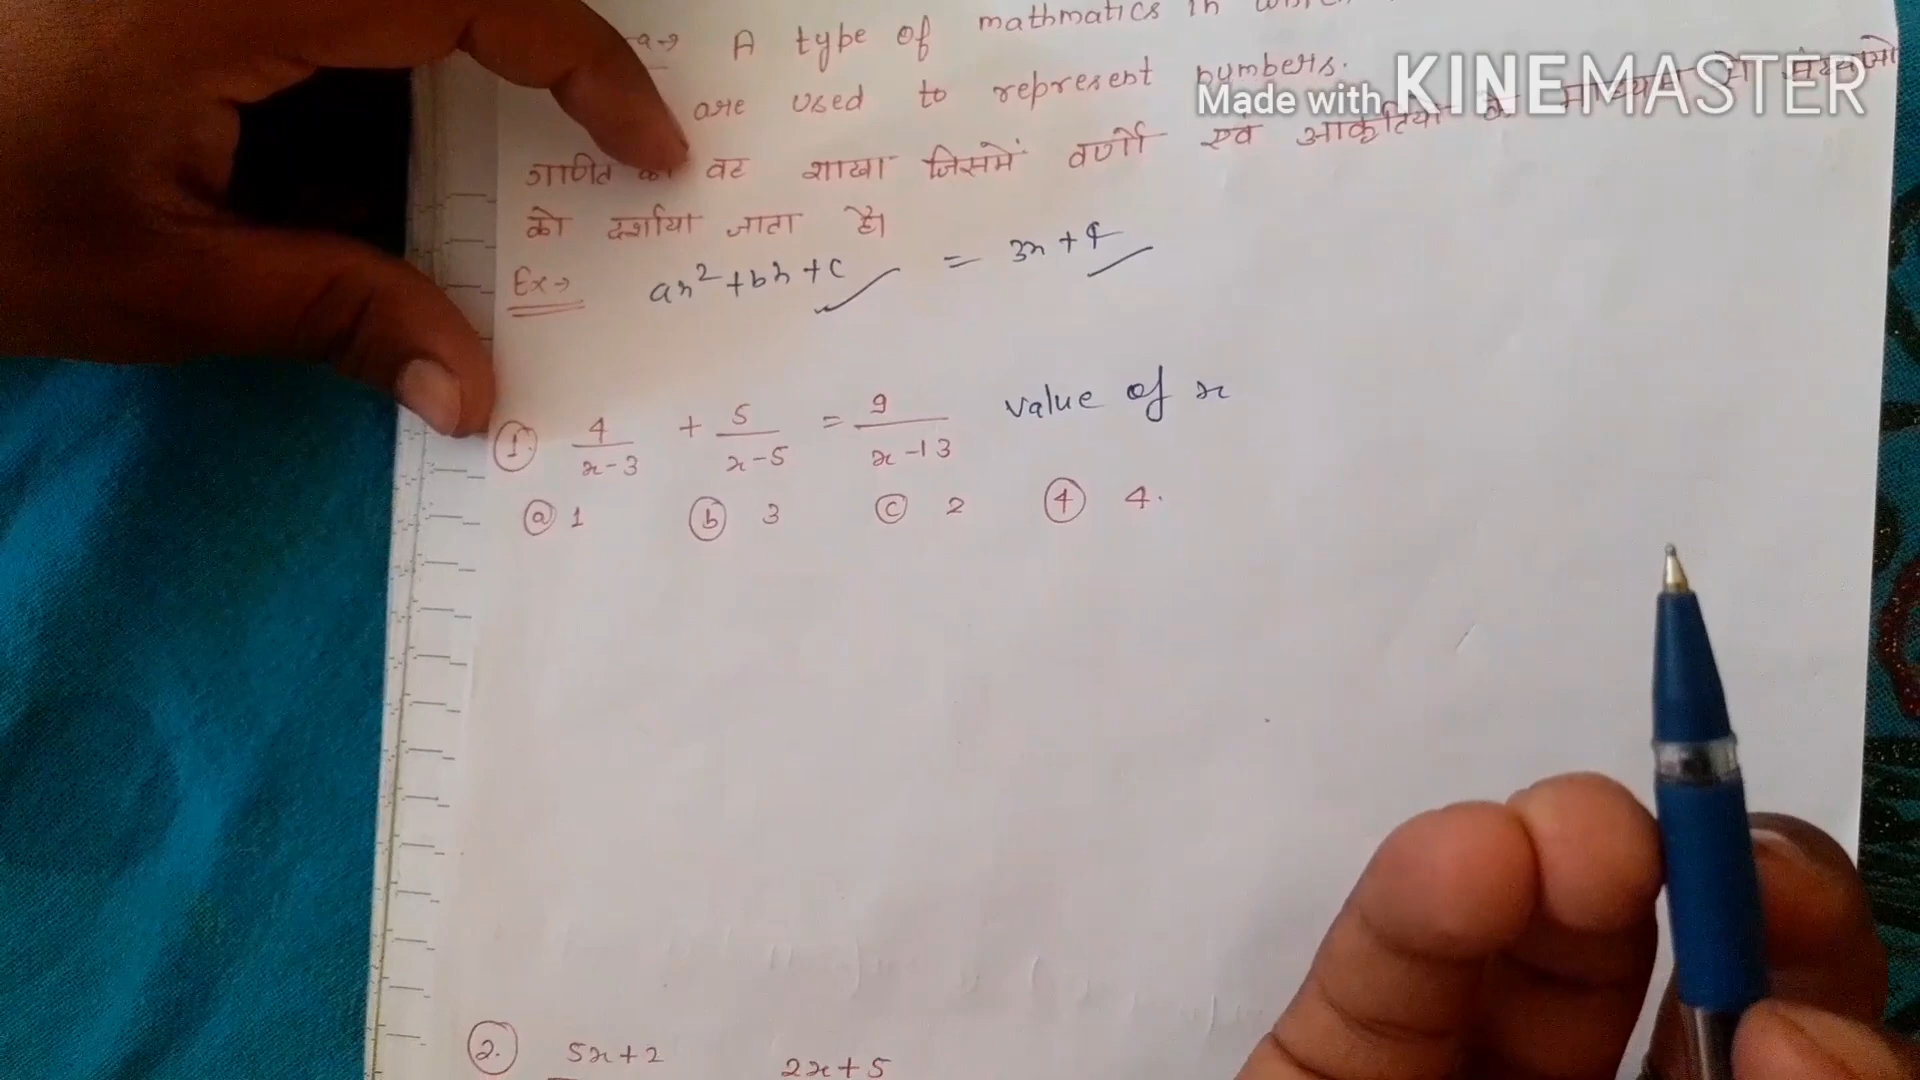 A type of mathmatics in
are used to represent numbers.
Made with KINEMASTER
गणित वह शाखा जिसमें वर्णो एवं आकृतियो के माध्यम से
को दर्शाया जाता है।
Ex→ ax²+bx+c = 3x+4
1. 4/x-3 + 5/x-5 = 9/x-13 value of x
a 1 b 3 c 2 4 4.
2. 5x+2 2x+5